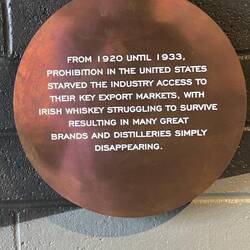 FROM 1920 UNTIL 1933,
PROHIBITION IN THE UNITED STATES
STARVED THE INDUSTRY ACCESS TO
THEIR KEY EXPORT MARKETS, WITH
IRISH WHISKEY STRUGGLING TO SURVIVE
RESULTING IN MANY GREAT
BRANDS AND DISTILLERIES SIMPLY
DISAPPEARING.